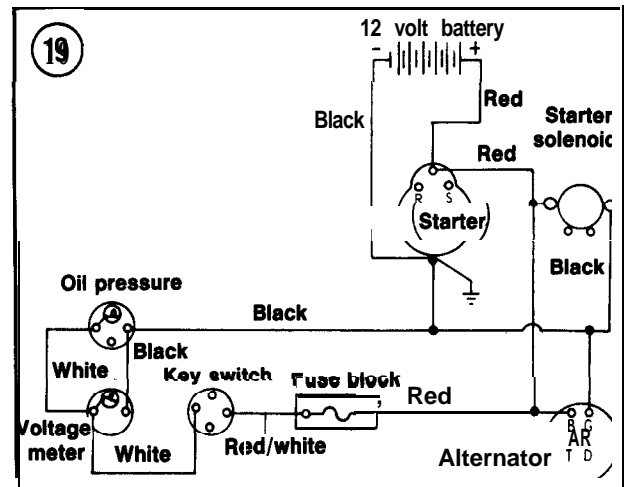 19
12 volt battery
- +
Red
Black
Starter
solenoid
Red
R S
Starter
Black
Oil pressure
Black
White
Black
Key switch
Fuse block
Red
Voltage
meter
White
Red/white
B G
AR
T D
Alternator